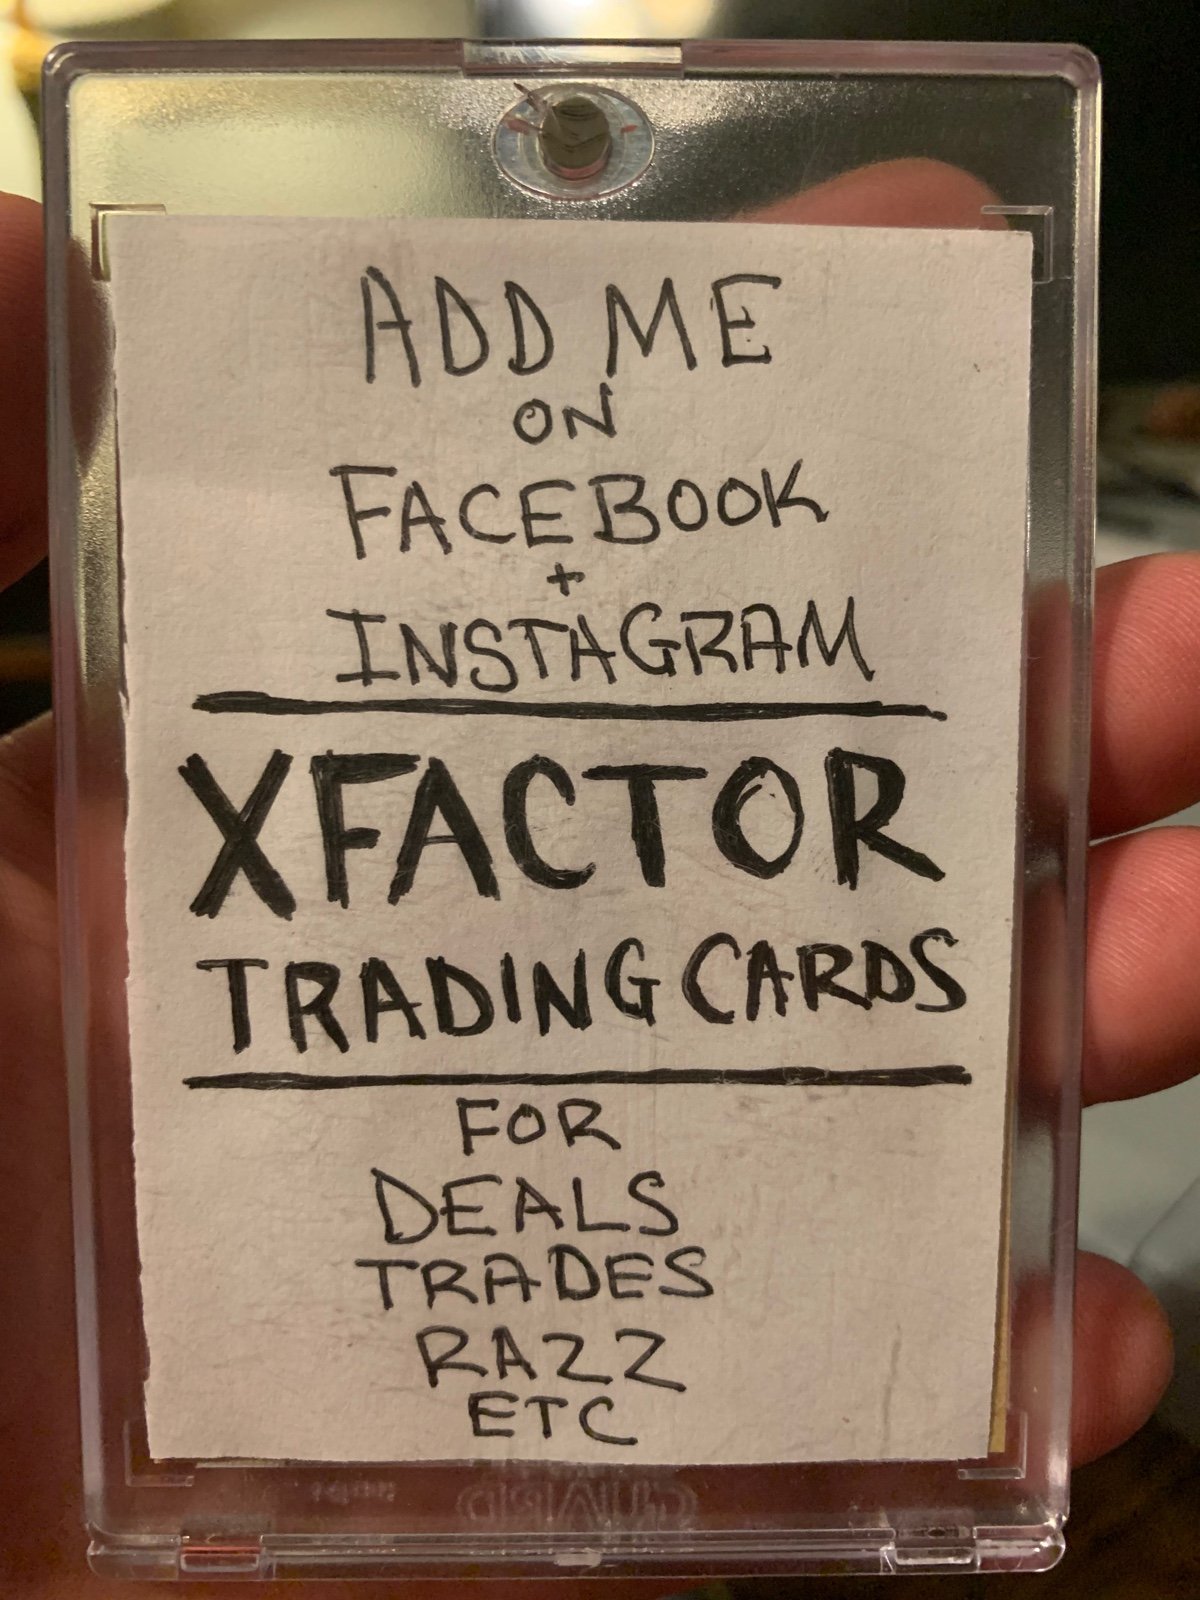 ADD ME
ON
FACEBOOK
+
INSTAGRAM
XFACTOR
TRADING CARDS
FOR
DEALS
TRADES
RAZZ
ETC